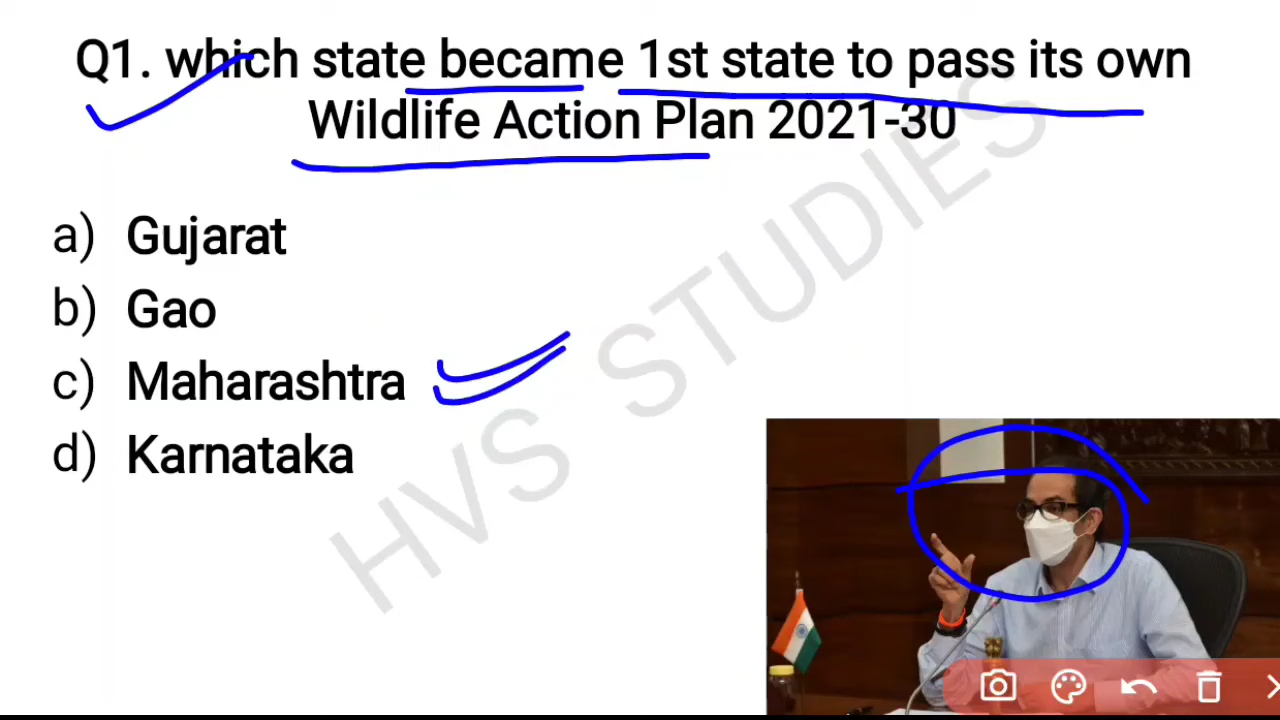 Q1. which state became 1st state to pass its own
Wildlife Action Plan 2021-30
a) Gujarat
b) Gao
c) Maharashtra
d) Karnataka
HVS STUDIES